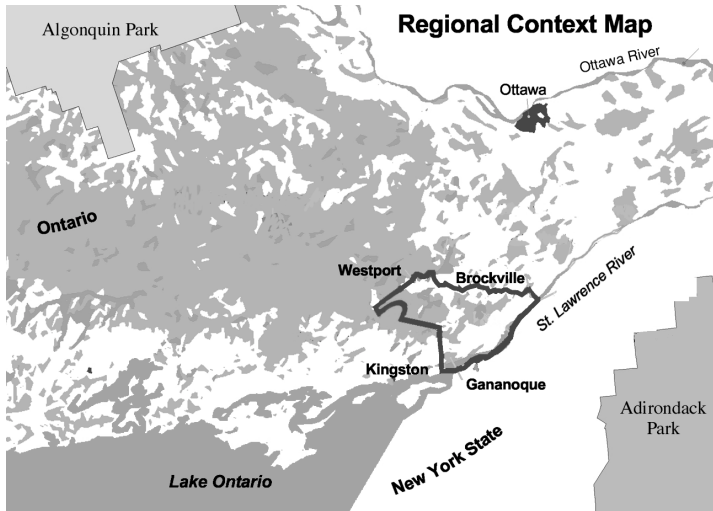 Regional Context Map
Algonquin Park
Ottawa River
Ottawa
Ontario
Westport
Brockville
St. Lawrence River
Kingston
Gananoque
Adirondack
Park
New York State
Lake Ontario